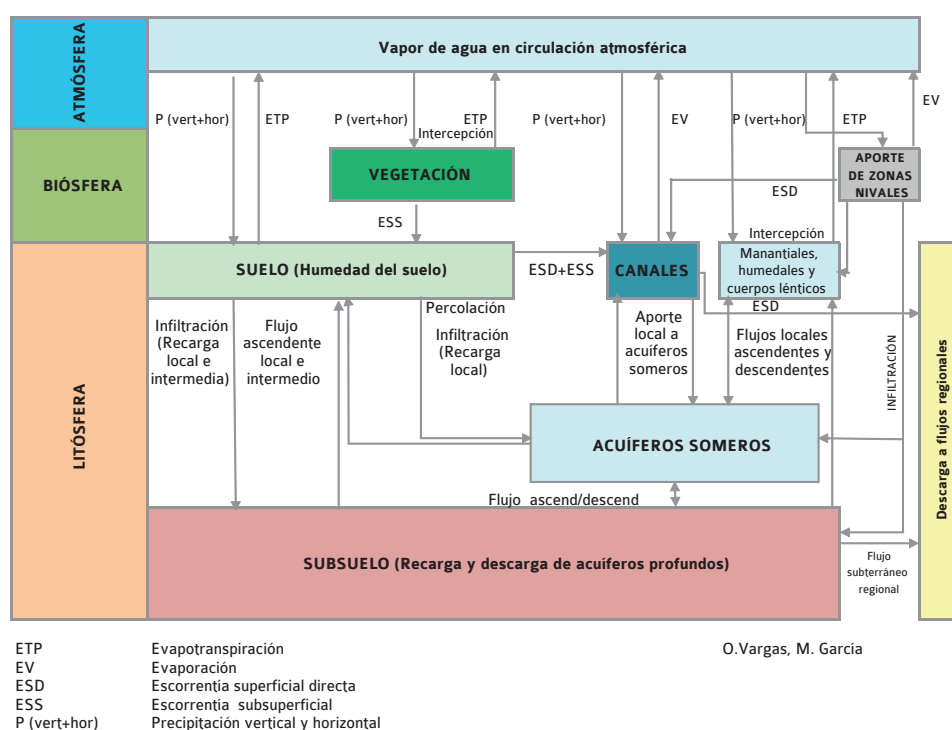 ATMÓSFERA
Vapor de agua en circulación atmosférica
P (vert+hor)
ETP
P (vert+hor)
ETP
Intercepción
P (vert+hor)
EV
P (vert+hor)
ETP
EV
BIÓSFERA
VEGETACIÓN
APORTE
DE ZONAS
NIVALES
ESS
ESD
LITÓSFERA
SUELO (Humedad del suelo)
ESD+ESS
CANALES
Intercepción
Manantiales,
humedales y
cuerpos lénticos
ESD
Infiltración
(Recarga
local e
intermedia)
Flujo
ascendente
local e
intermedio
Percolación
Infiltración
(Recarga
local)
Aporte
local a
acuíferos
someros
Flujos locales
ascendentes y
descendentes
INFILTRACIÓN
Descarga a flujos regionales
ACUÍFEROS SOMEROS
Flujo ascend/descend
SUBSUELO (Recarga y descarga de acuíferos profundos)
Flujo
subterráneo
regional
ETP Evapotranspiración
EV Evaporación
ESD Escorrentía superficial directa
ESS Escorrentía subsuperficial
P (vert+hor) Precipitación vertical y horizontal
O.Vargas, M. García